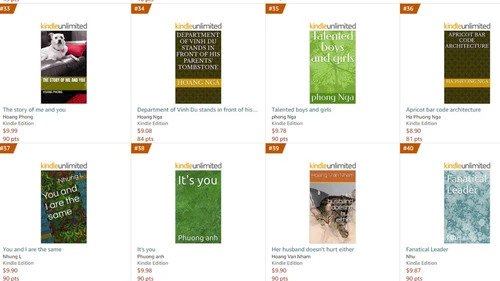 #33
#34
#35
#36
kindleunlimited
kindleunlimited
kindleunlimited
kindleunlimited
THE STORY OF ME AND YOU
HOANG PHONG
DEPARTMENT
OF VINH DU
STANDS IN
FRONT OF HIS
PARENTS'
TOMBSTONE
HOANG NGA
Talented
boys and
girls
phong Nga
APRICOT BAR
CODE
ARCHITECTURE
HA PHUONG NGA
The story of me and you
Hoang Phong
Kindle Edition
$9.99
90 pts
Department of Vinh Du stands in front of his...
Hoang Nga
Kindle Edition
$9.08
84 pts
Talented boys and girls
phong Nga
Kindle Edition
$9.78
90 pts
Apricot bar code architecture
Ha Phuong Nga
Kindle Edition
$8.90
81 pts
#37
#38
#39
#40
kindleunlimited
kindleunlimited
kindleunlimited
kindleunlimited
Nhung L
You and I
are the
same
It's you
Phuong anh
Hoang Van Nham
Her
husband
doesn't
hurt either
Fanatical
Leader
Nhu
You and I are the same
Nhung L
Kindle Edition
$9.90
90 pts
It's you
Phuong anh
Kindle Edition
$9.98
90 pts
Her husband doesn't hurt either
Hoang Van Nham
Kindle Edition
$9.90
90 pts
Fanatical Leader
Nhu
Kindle Edition
$9.87
90 pts